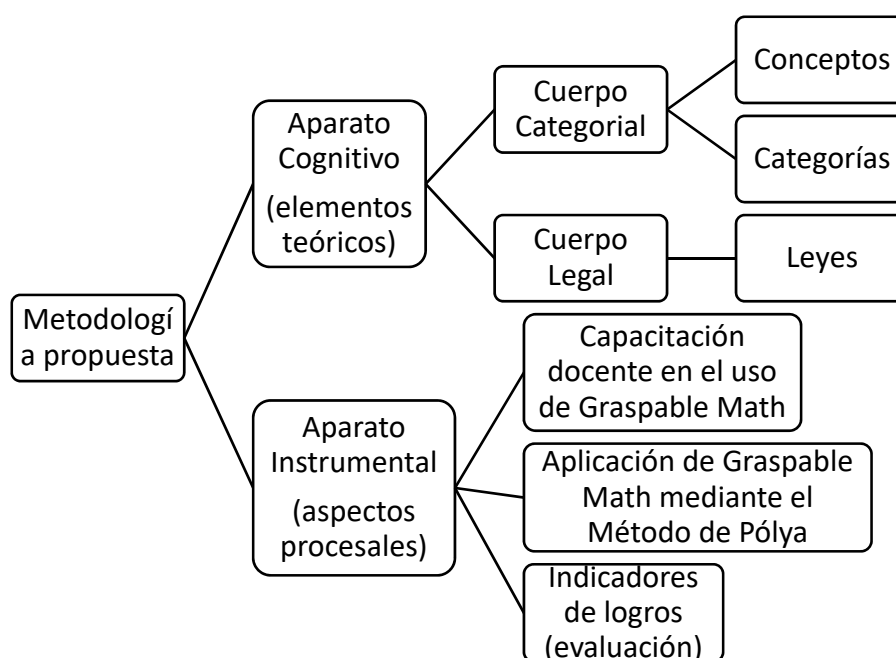 Metodologí
a propuesta
Aparato
Cognitivo
(elementos
teóricos)
Cuerpo
Categorial
Conceptos
Categorías
Cuerpo
Legal
Leyes
Aparato
Instrumental
(aspectos
procesales)
Capacitación
docente en el uso
de Graspable Math
Aplicación de Graspable
Math mediante el
Método de Pólya
Indicadores
de logros
(evaluación)